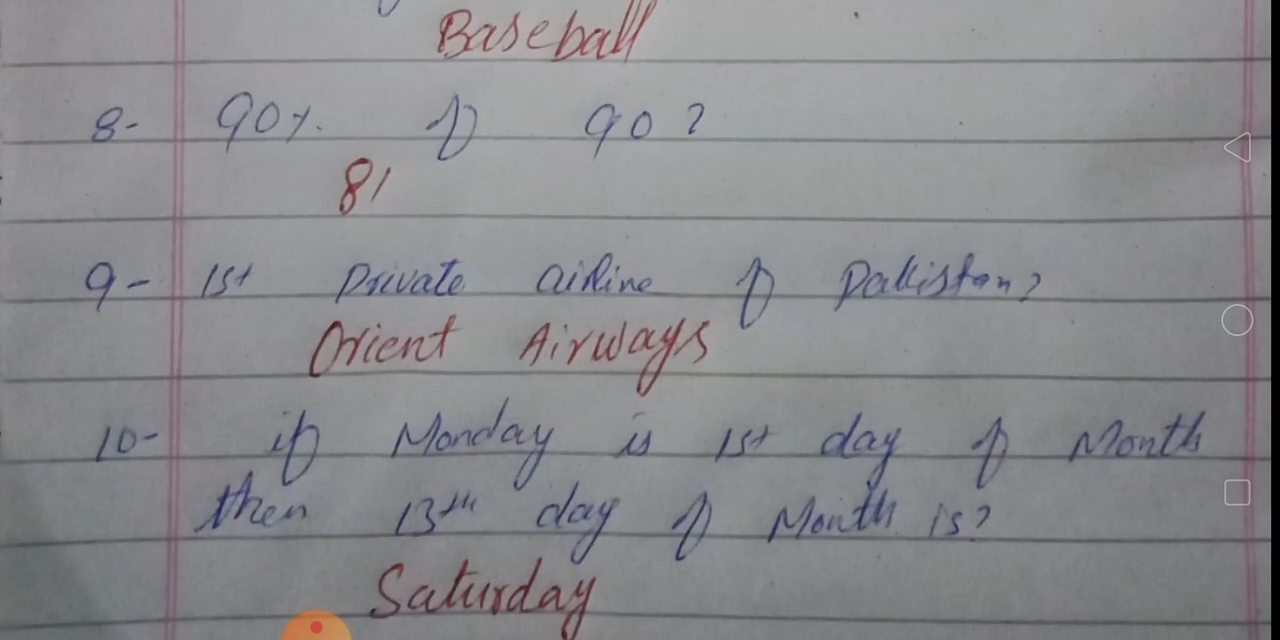 Baseball
8- 90%. of 90?
81
9- 1st Private airline of Pakistan?
Orient Airways
10- if Monday is 1st day of Month
then 13th day of Month is?
Saturday